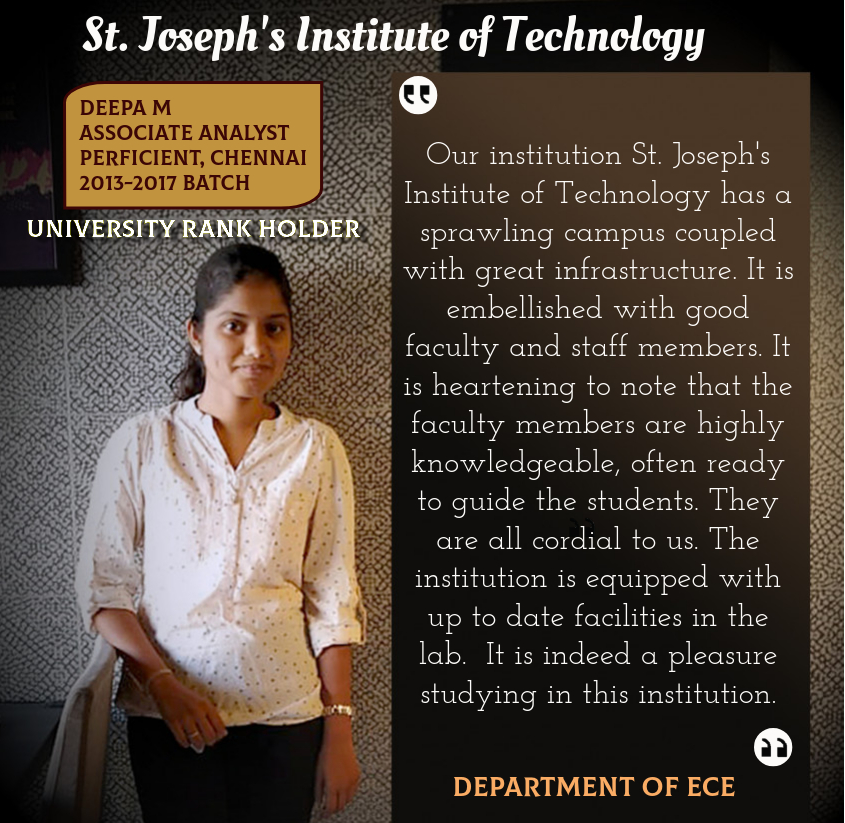 St. Joseph's Institute of Technology
DEEPA M
ASSOCIATE ANALYST
PERFICIENT, CHENNAI
2013-2017 BATCH
UNIVERSITY RANK HOLDER
Our institution St. Joseph's
Institute of Technology has a
sprawling campus coupled
with great infrastructure. It is
embellished with good
faculty and staff members. It
is heartening to note that the
faculty members are highly
knowledgeable, often ready
to guide the students. They
are all cordial to us. The
institution is equipped with
up to date facilities in the
lab.  It is indeed a pleasure
studying in this institution.
DEPARTMENT OF ECE